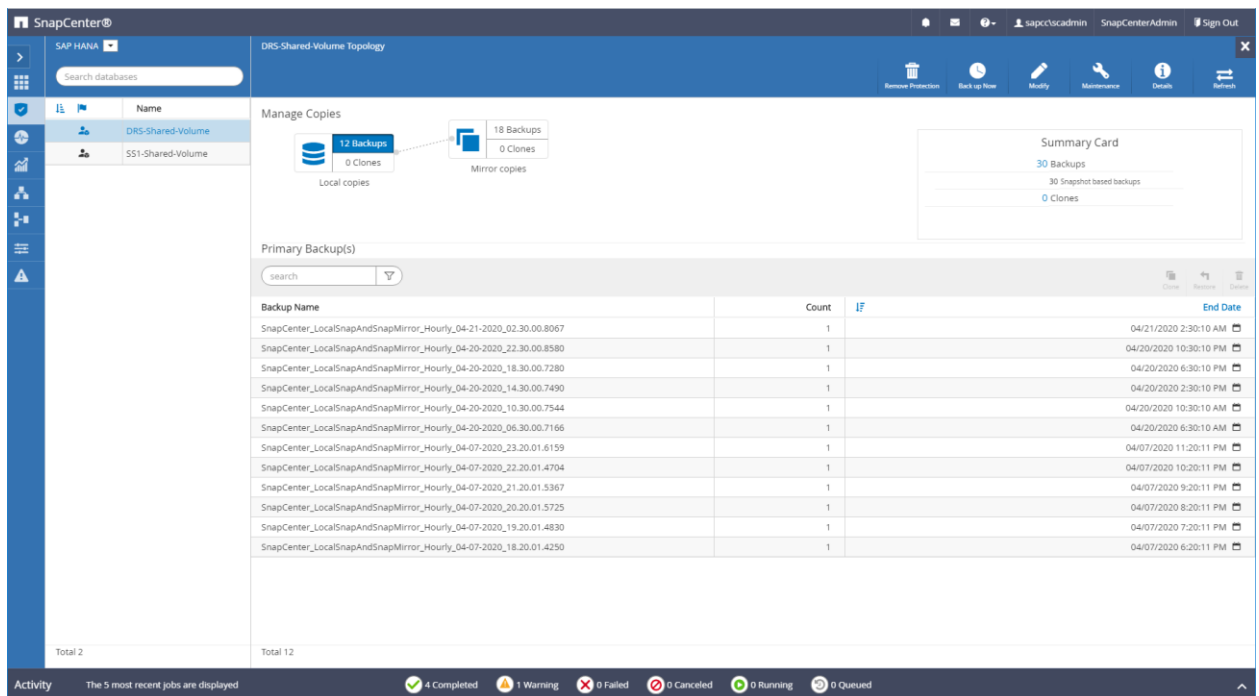 SnapCenter®
sapcc\scadmin SnapCenterAdmin Sign Out
SAP HANA
DRS-Shared-Volume Topology
Search databases
Remove Protection Back up Now Modify Maintenance Details Refresh
Name
DRS-Shared-Volume
SS1-Shared-Volume
Total 2
Manage Copies
12 Backups
0 Clones
Local copies
18 Backups
0 Clones
Mirror copies
Summary Card
30 Backups
30 Snapshot based backups
0 Clones
Primary Backup(s)
search
Clone Restore Delete
Backup Name Count End Date
SnapCenter_LocalSnapAndSnapMirror_Hourly_04-21-2020_02.30.00.8067 1 04/21/2020 2:30:10 AM
SnapCenter_LocalSnapAndSnapMirror_Hourly_04-20-2020_22.30.00.8580 1 04/20/2020 10:30:10 PM
SnapCenter_LocalSnapAndSnapMirror_Hourly_04-20-2020_18.30.00.7280 1 04/20/2020 6:30:10 PM
SnapCenter_LocalSnapAndSnapMirror_Hourly_04-20-2020_14.30.00.7490 1 04/20/2020 2:30:10 PM
SnapCenter_LocalSnapAndSnapMirror_Hourly_04-20-2020_10.30.00.7544 1 04/20/2020 10:30:10 AM
SnapCenter_LocalSnapAndSnapMirror_Hourly_04-20-2020_06.30.00.7166 1 04/20/2020 6:30:10 AM
SnapCenter_LocalSnapAndSnapMirror_Hourly_04-07-2020_23.20.01.6159 1 04/07/2020 11:20:11 PM
SnapCenter_LocalSnapAndSnapMirror_Hourly_04-07-2020_22.20.01.4704 1 04/07/2020 10:20:11 PM
SnapCenter_LocalSnapAndSnapMirror_Hourly_04-07-2020_21.20.01.5367 1 04/07/2020 9:20:11 PM
SnapCenter_LocalSnapAndSnapMirror_Hourly_04-07-2020_20.20.01.5725 1 04/07/2020 8:20:11 PM
SnapCenter_LocalSnapAndSnapMirror_Hourly_04-07-2020_19.20.01.4830 1 04/07/2020 7:20:11 PM
SnapCenter_LocalSnapAndSnapMirror_Hourly_04-07-2020_18.20.01.4250 1 04/07/2020 6:20:11 PM
Total 12
Activity The 5 most recent jobs are displayed 4 Completed 1 Warning 0 Failed 0 Canceled 0 Running 0 Queued